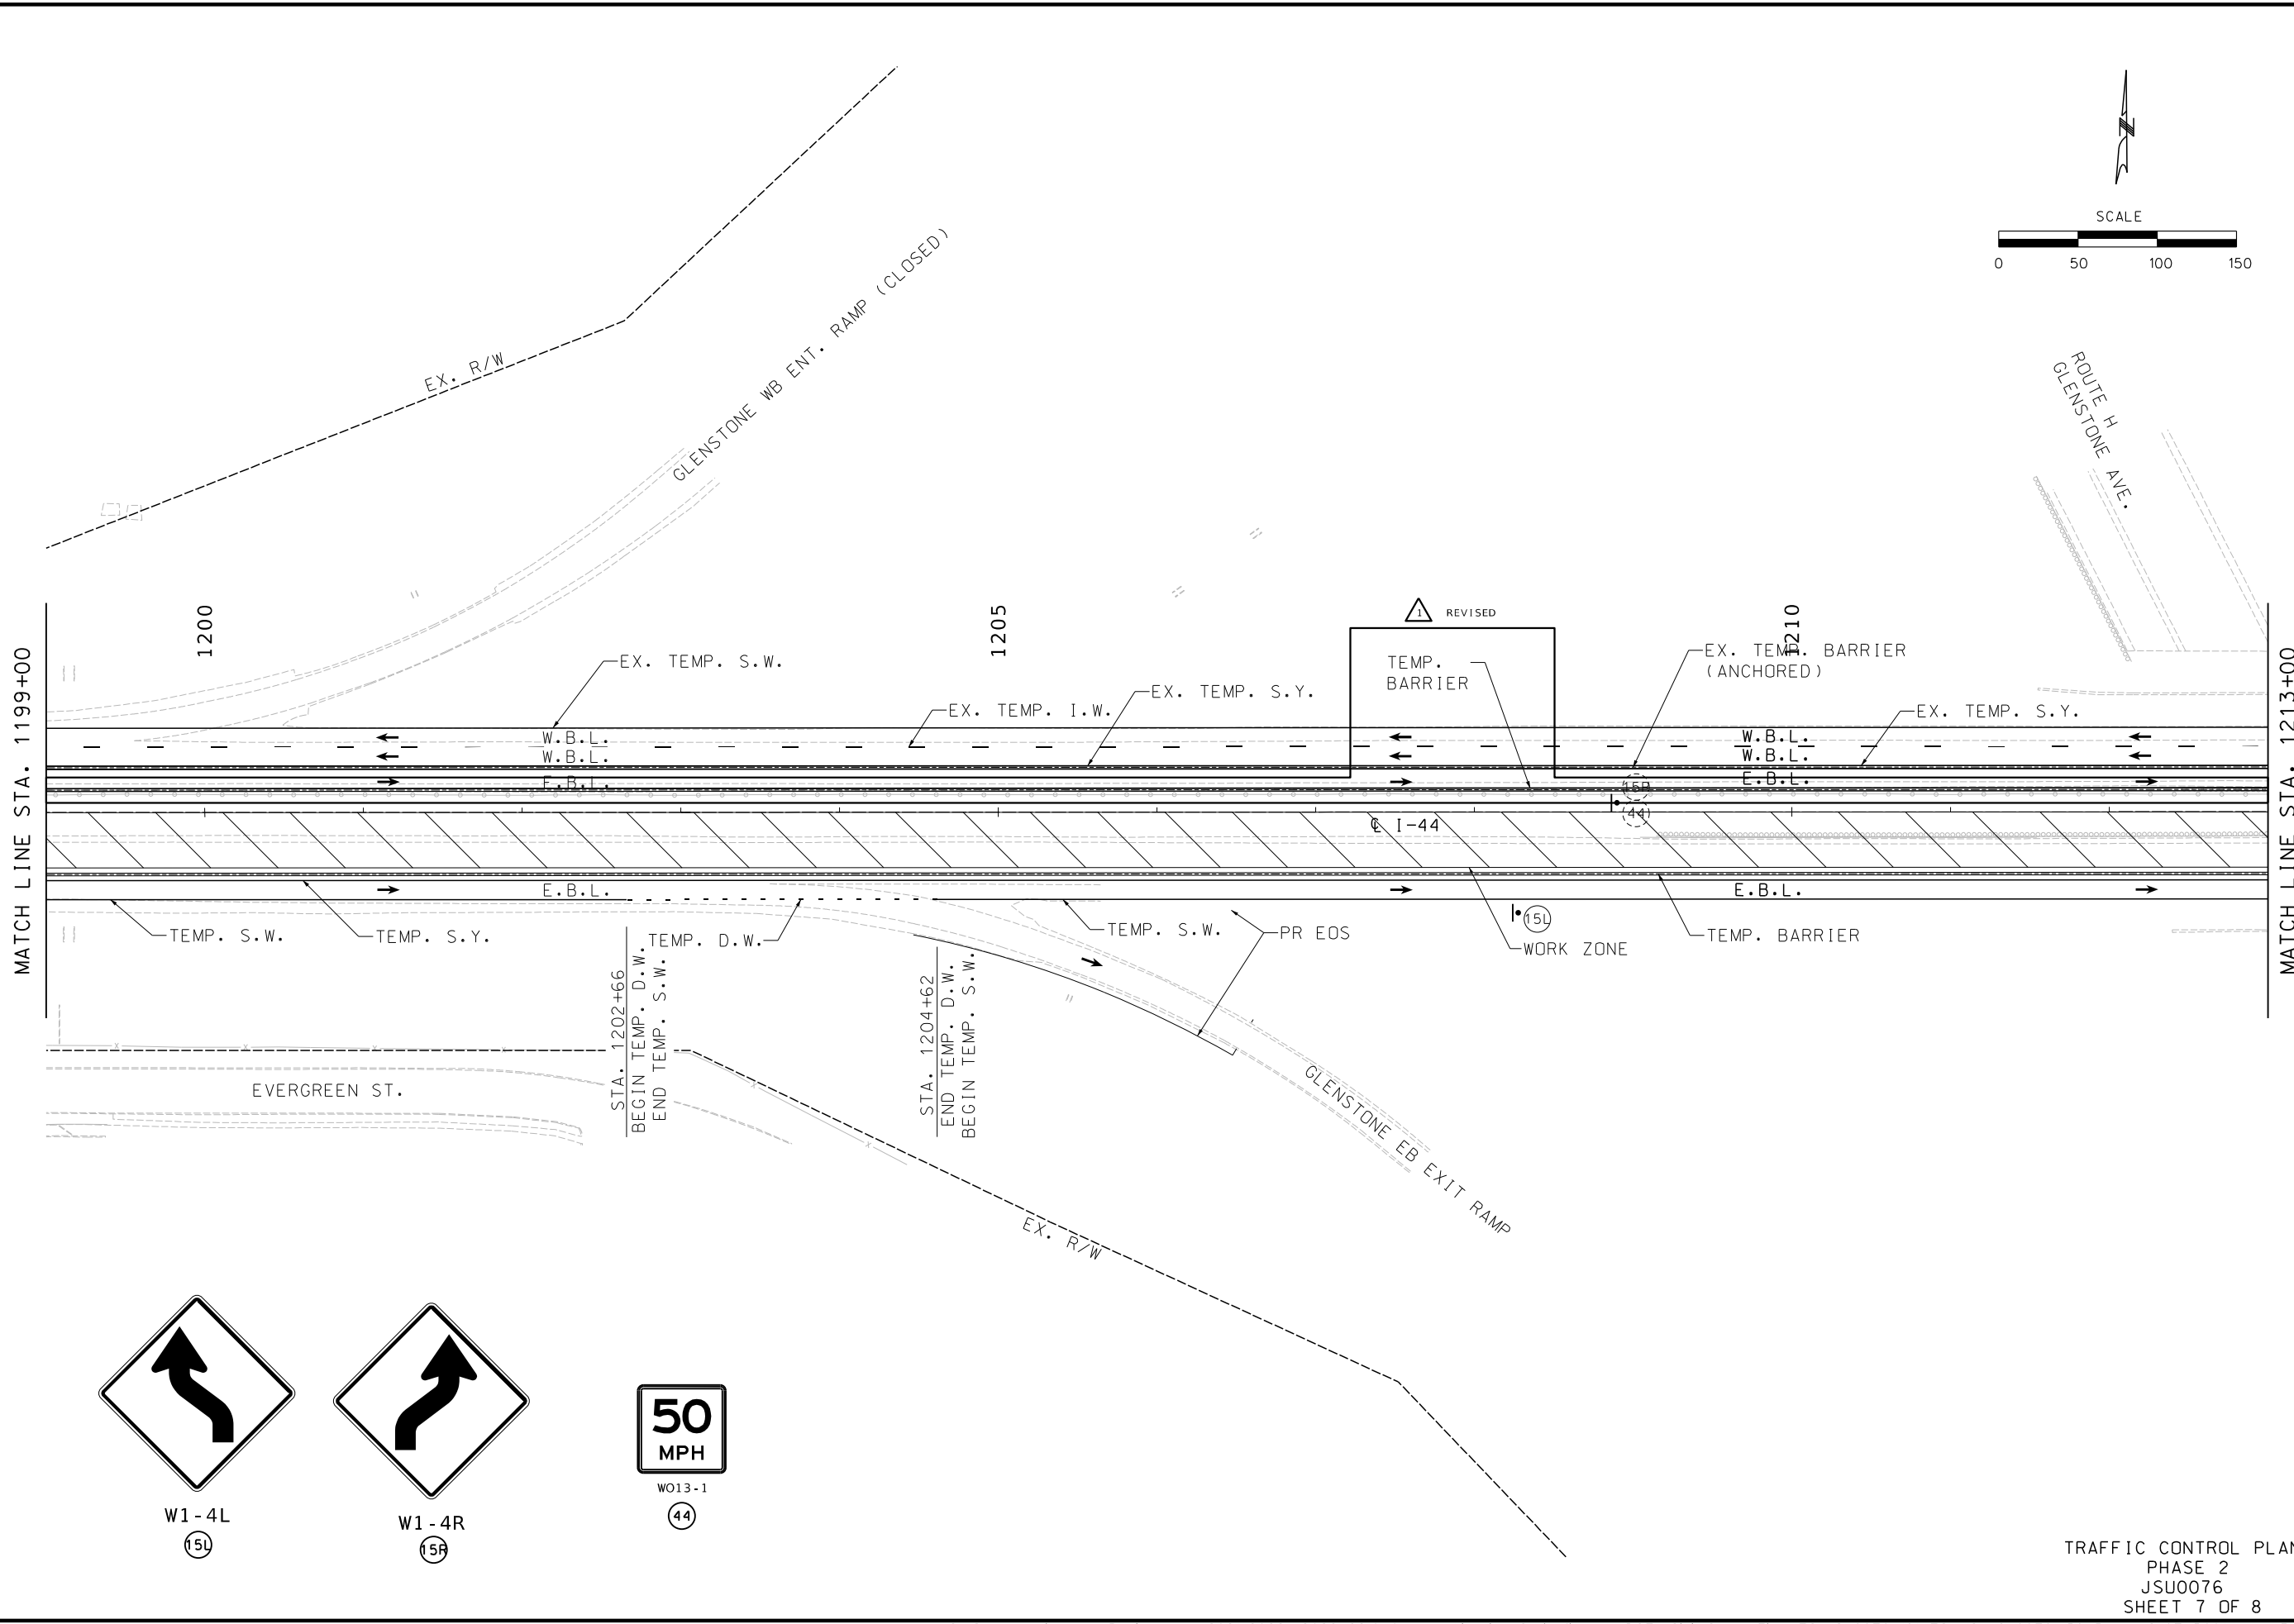 SCALE
0 50 100 150
GLENSTONE WB ENT. RAMP (CLOSED)
EX. R/W
ROUTE H
GLENSTONE AVE.
MATCH LINE STA. 1199+00
1200
1205
1210
MATCH LINE STA. 1213+00
1 REVISED
EX. TEMP. S.W.
EX. TEMP. I.W.
EX. TEMP. S.Y.
TEMP.
BARRIER
EX. TEMP. BARRIER
(ANCHORED)
EX. TEMP. S.Y.
W.B.L.
W.B.L.
E.B.L.
W.B.L.
W.B.L.
E.B.L.
15R
44
℄ I-44
E.B.L.
E.B.L.
15L
TEMP. S.W.
TEMP. S.Y.
TEMP. D.W.
TEMP. S.W.
PR EOS
WORK ZONE
TEMP. BARRIER
STA. 1202+66
BEGIN TEMP. D.W.
END TEMP. S.W.
STA. 1204+62
END TEMP. D.W.
BEGIN TEMP. S.W.
EVERGREEN ST.
GLENSTONE EB EXIT RAMP
EX. R/W
50
MPH
W1-4L
15L
W1-4R
15R
WO13-1
44
TRAFFIC CONTROL PLAN
PHASE 2
JSU0076
SHEET 7 OF 8